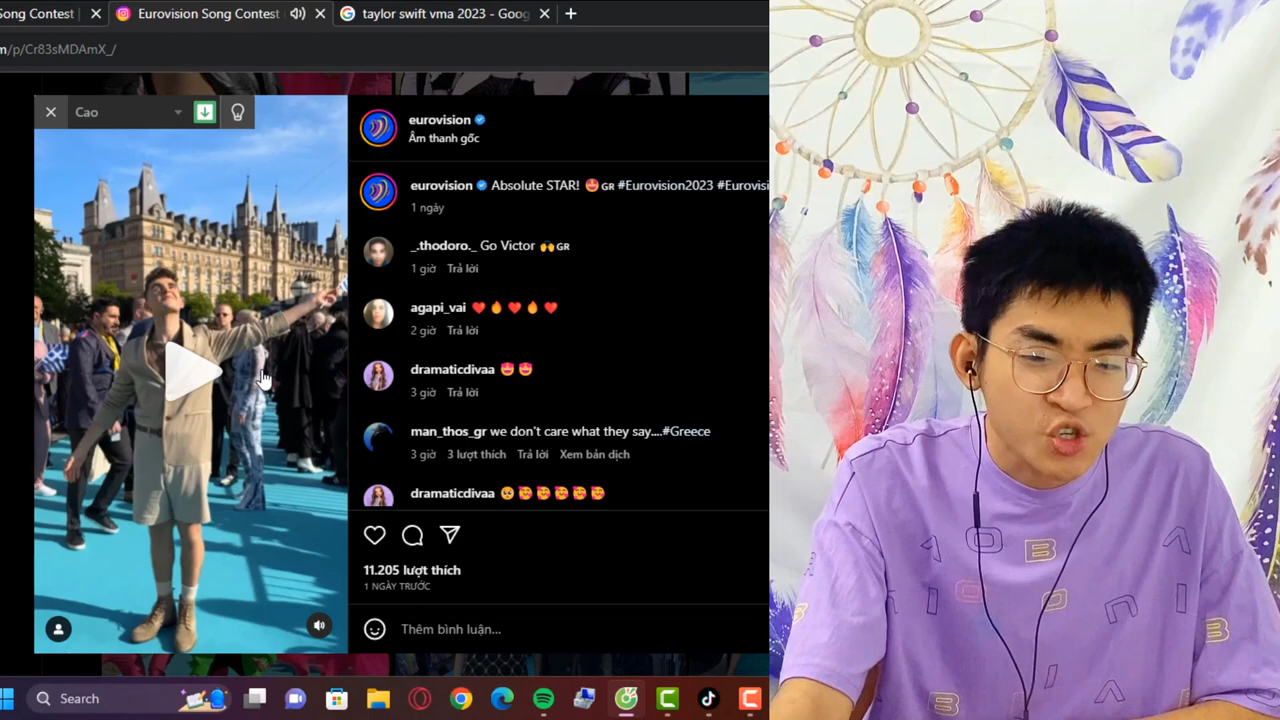 Song Contest
Eurovision Song Contest
taylor swift vma 2023 - Goog
m/p/Cr83sMDAmX_/
Cao
eurovision
Âm thanh gốc
eurovision Absolute STAR! 🤩 GR #Eurovision2023 #Eurovisi
1 ngày
_.thodoro._ Go Victor 🙌 GR
1 giờ Trả lời
agapi_vai ❤️🔥❤️🔥❤️
2 giờ Trả lời
dramaticdivaa 😍😍
3 giờ Trả lời
man_thos_gr we don't care what they say....#Greece
3 giờ 3 lượt thích Trả lời Xem bản dịch
dramaticdivaa 🥺🥰🥰🥰🥰🥰
11.205 lượt thích
1 NGÀY TRƯỚC
Thêm bình luận...
Search